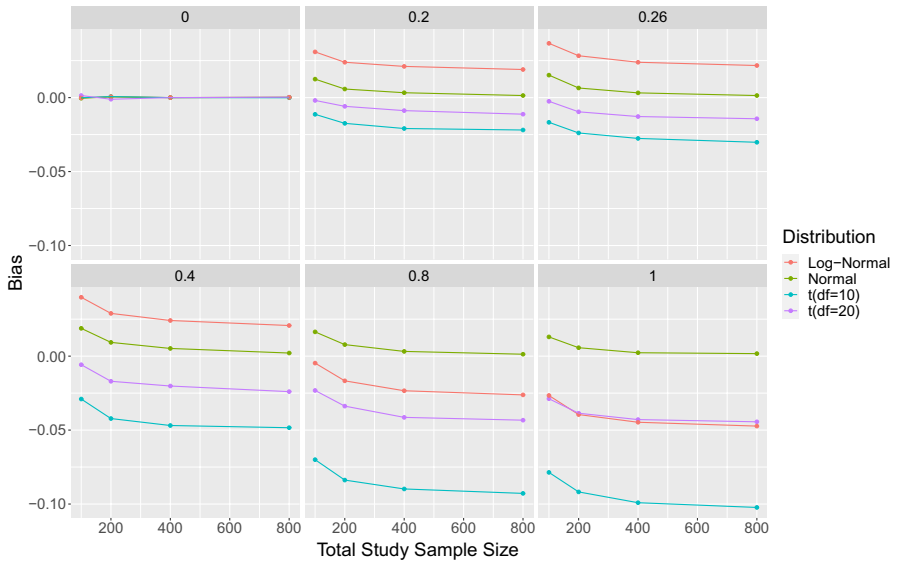 0 0.2 0.26
0.00
−0.05
−0.10
0.4 0.8 1
0.00
−0.05
−0.10
200 400 600 800 200 400 600 800 200 400 600 800
Total Study Sample Size
Bias
Distribution
Log−Normal
Normal
t(df=10)
t(df=20)